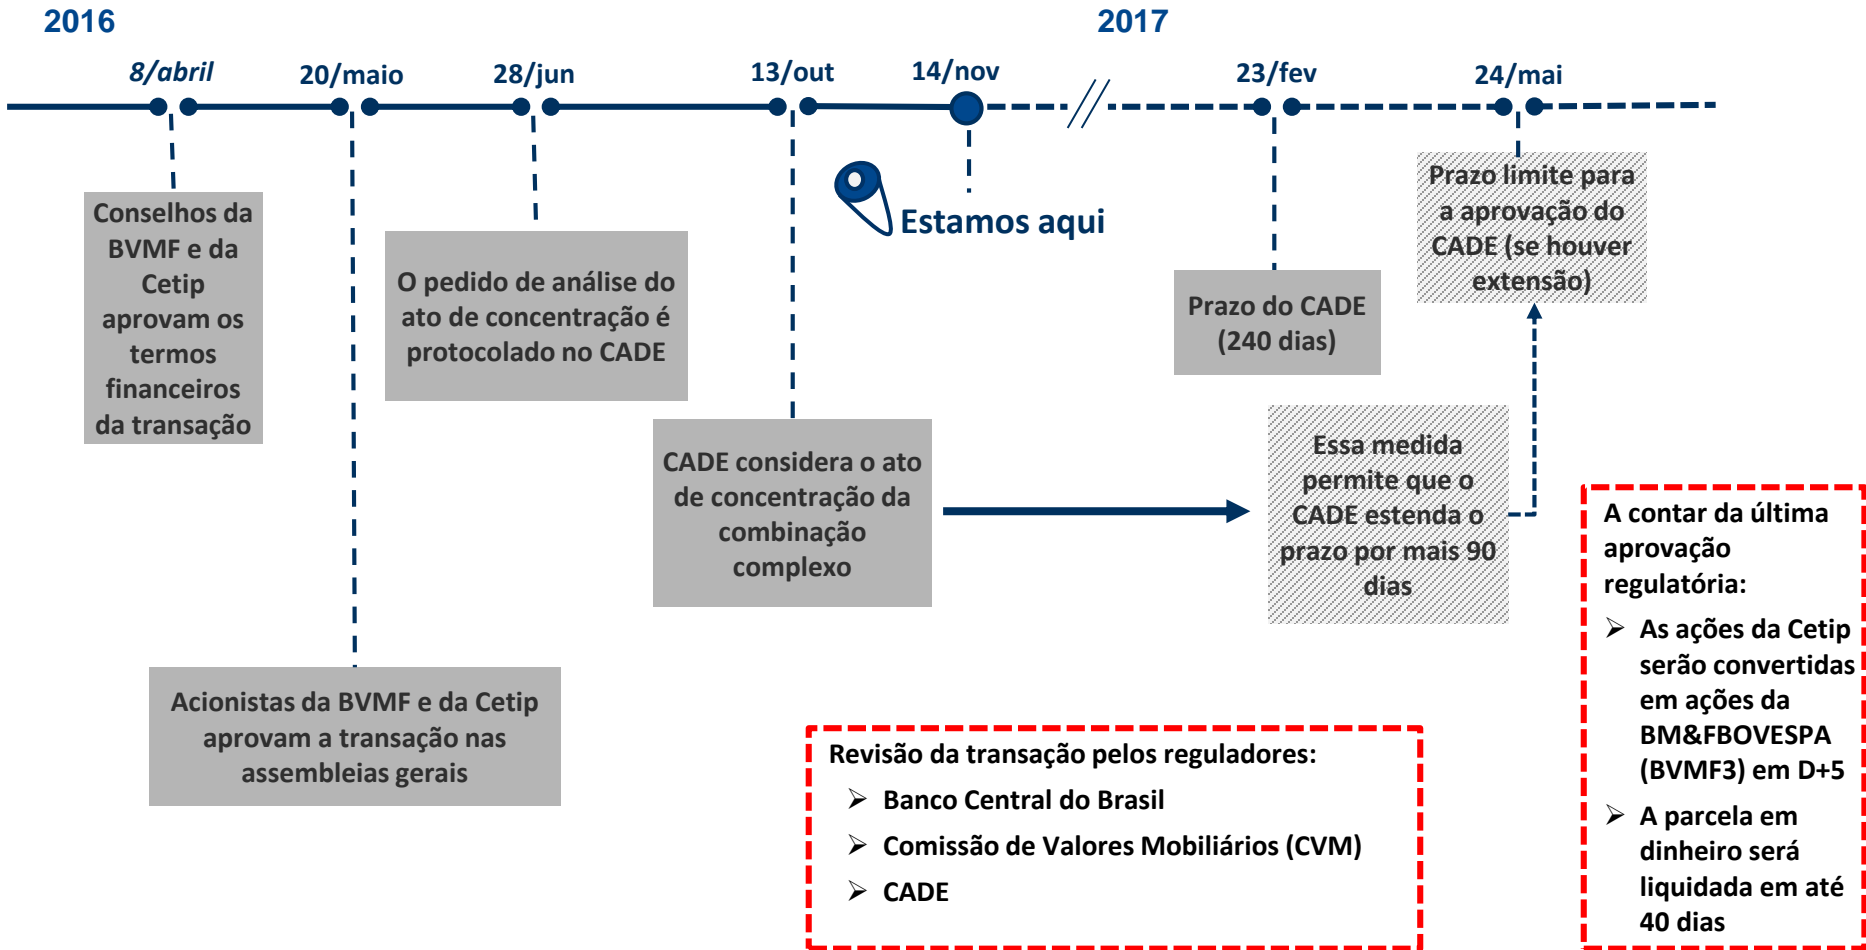 2016
2017
8/abril
20/maio
28/jun
13/out
14/nov
23/fev
24/mai
Conselhos da
BVMF e da
Cetip
aprovam os
termos
financeiros
da transação
Acionistas da BVMF e da Cetip
aprovam a transação nas
assembleias gerais
O pedido de análise do
ato de concentração é
protocolado no CADE
CADE considera o ato
de concentração da
combinação
complexo
Estamos aqui
Prazo do CADE
(240 dias)
Essa medida
permite que o
CADE estenda o
prazo por mais 90
dias
Prazo limite para
a aprovação do
CADE (se houver
extensão)
Revisão da transação pelos reguladores:
➢ Banco Central do Brasil
➢ Comissão de Valores Mobiliários (CVM)
➢ CADE
A contar da última
aprovação
regulatória:
➢ As ações da Cetip
serão convertidas
em ações da
BM&FBOVESPA
(BVMF3) em D+5
➢ A parcela em
dinheiro será
liquidada em até
40 dias